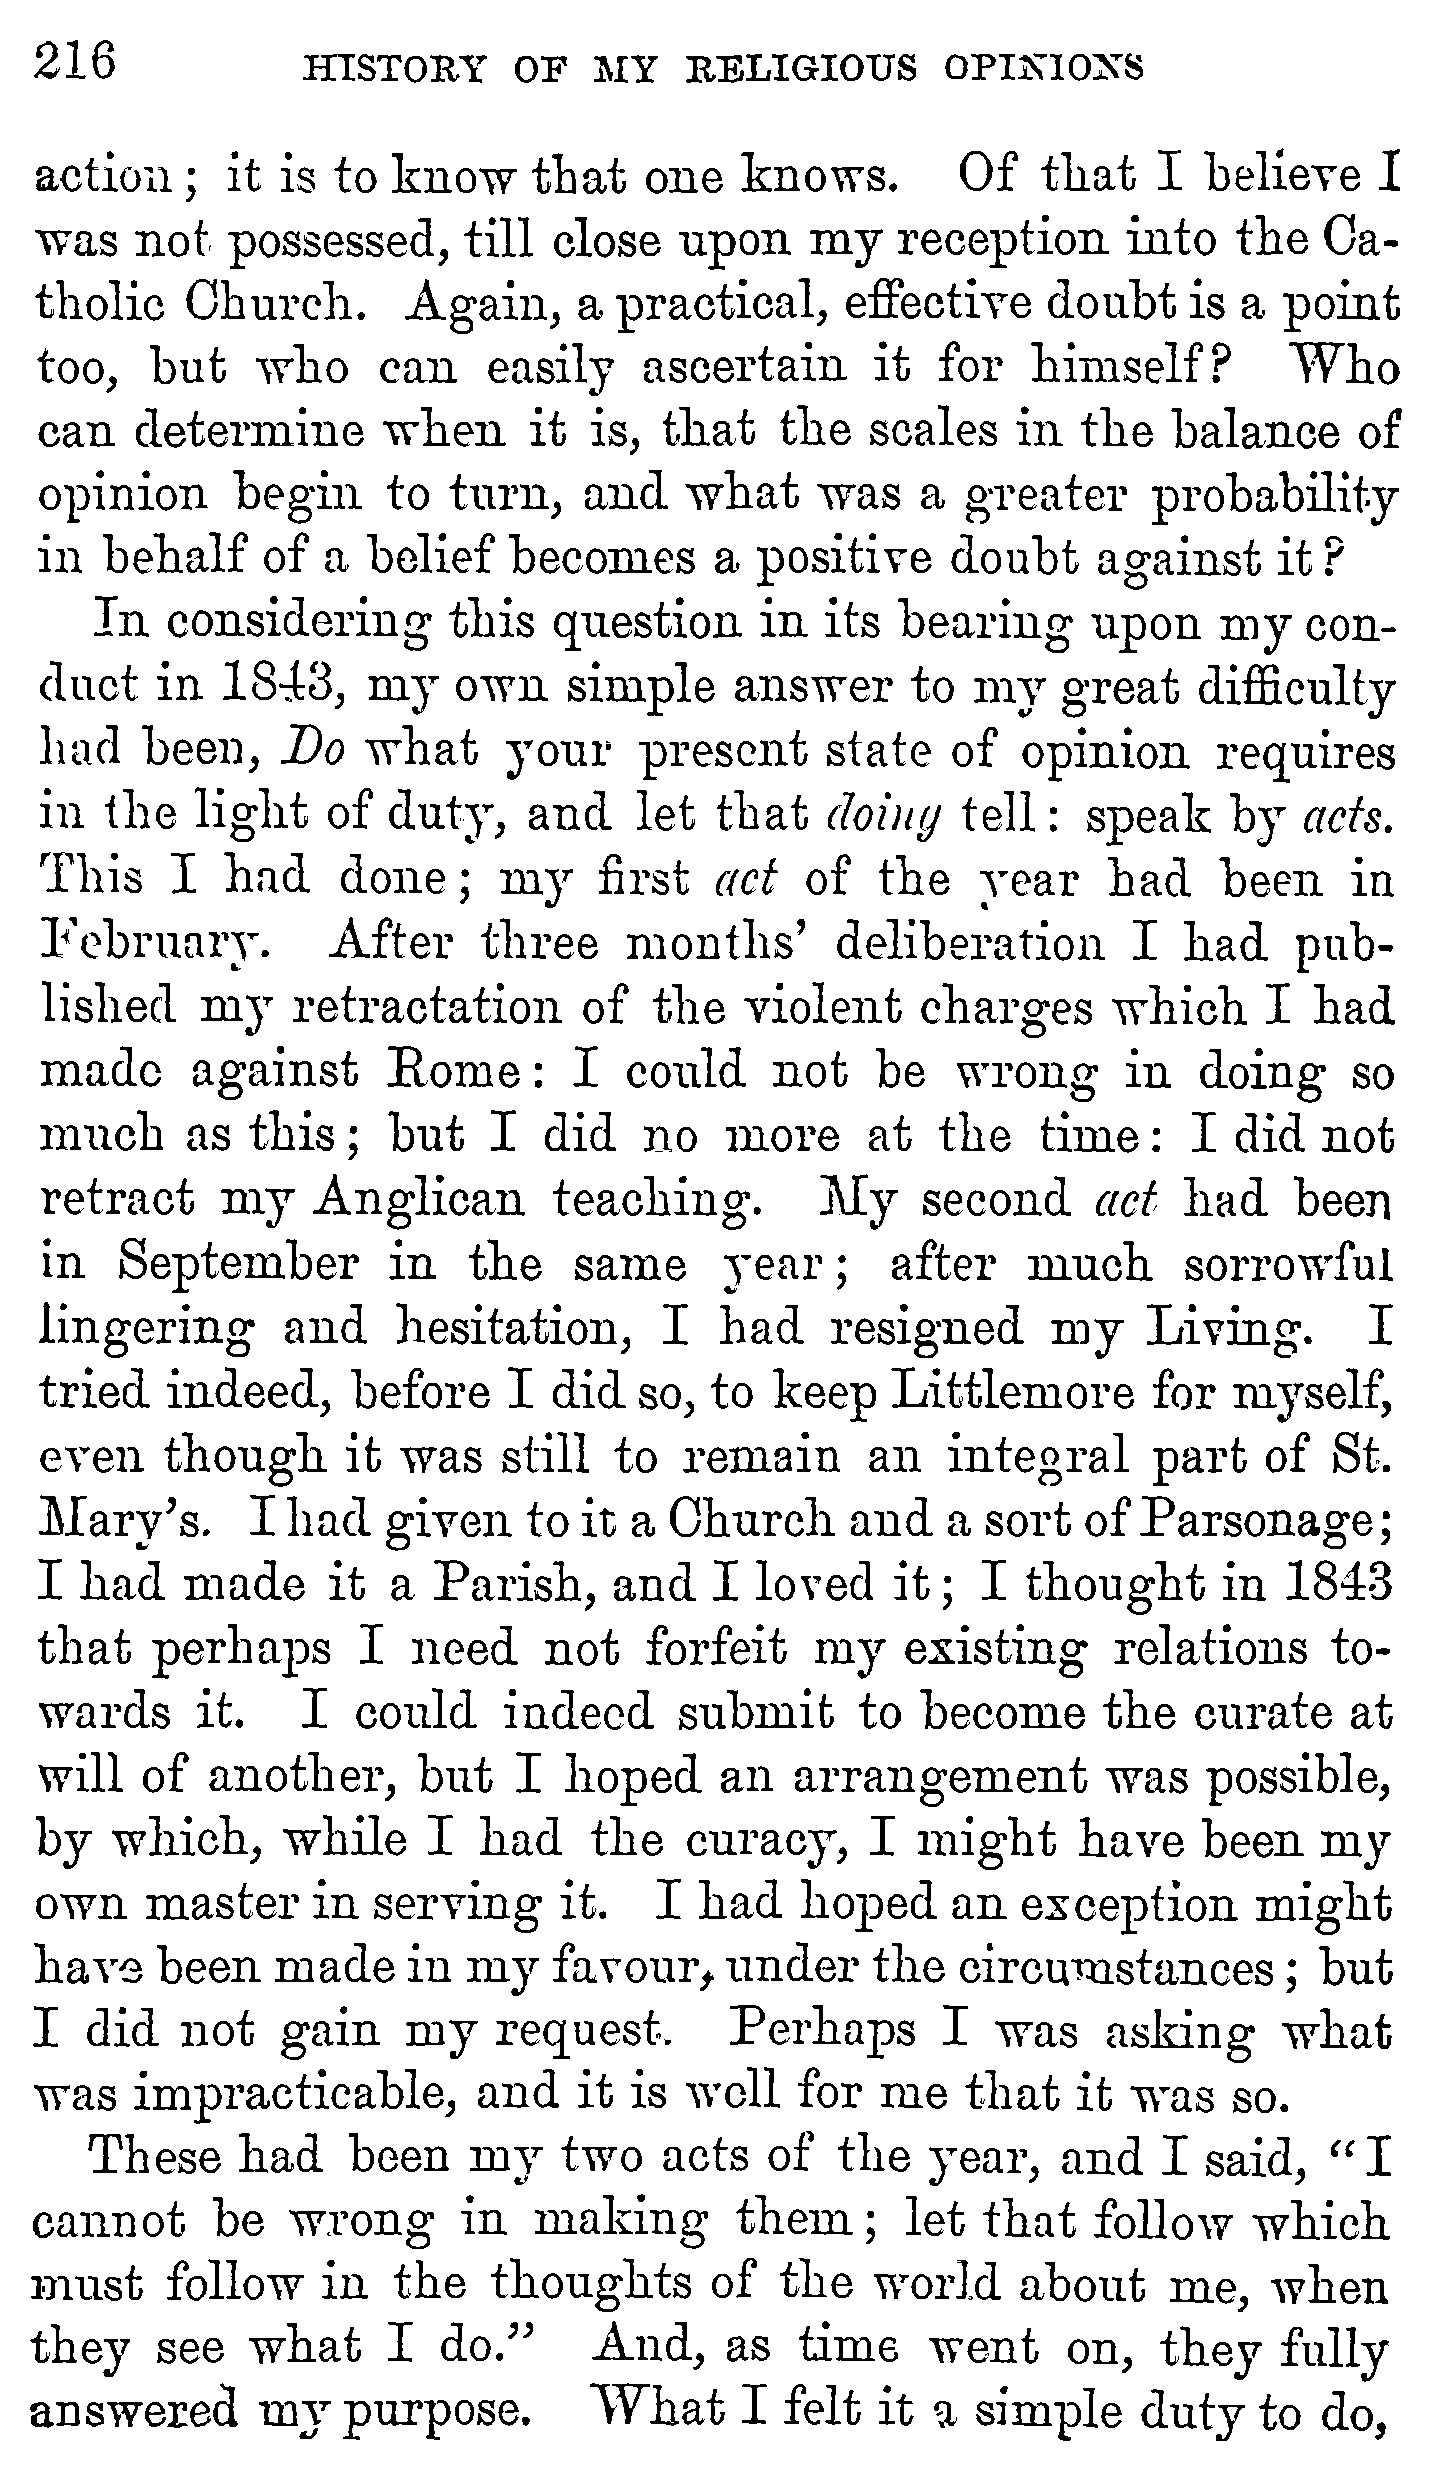 216 HISTORY OF MY RELIGIOUS OPINIONS
action; it is to know that one knows. Of that I believe I
was not possessed, till close upon my reception into the Ca-
tholic Church. Again, a practical, effective doubt is a point
too, but who can easily ascertain it for himself? Who
can determine when it is, that the scales in the balance of
opinion begin to turn, and what was a greater probability
in behalf of a belief becomes a positive doubt against it?
In considering this question in its bearing upon my con-
duct in 1843, my own simple answer to my great difficulty
had been, Do what your present state of opinion requires
in the light of duty, and let that doing tell: speak by acts.
This I had done; my first act of the year had been in
February. After three months' deliberation I had pub-
lished my retractation of the violent charges which I had
made against Rome: I could not be wrong in doing so
much as this; but I did no more at the time: I did not
retract my Anglican teaching. My second act had been
in September in the same year; after much sorrowful
lingering and hesitation, I had resigned my Living. I
tried indeed, before I did so, to keep Littlemore for myself,
even though it was still to remain an integral part of St.
Mary's. I had given to it a Church and a sort of Parsonage;
I had made it a Parish, and I loved it; I thought in 1843
that perhaps I need not forfeit my existing relations to-
wards it. I could indeed submit to become the curate at
will of another, but I hoped an arrangement was possible,
by which, while I had the curacy, I might have been my
own master in serving it. I had hoped an exception might
have been made in my favour, under the circumstances; but
I did not gain my request. Perhaps I was asking what
was impracticable, and it is well for me that it was so.
These had been my two acts of the year, and I said, "I
cannot be wrong in making them; let that follow which
must follow in the thoughts of the world about me, when
they see what I do." And, as time went on, they fully
answered my purpose. What I felt it a simple duty to do,